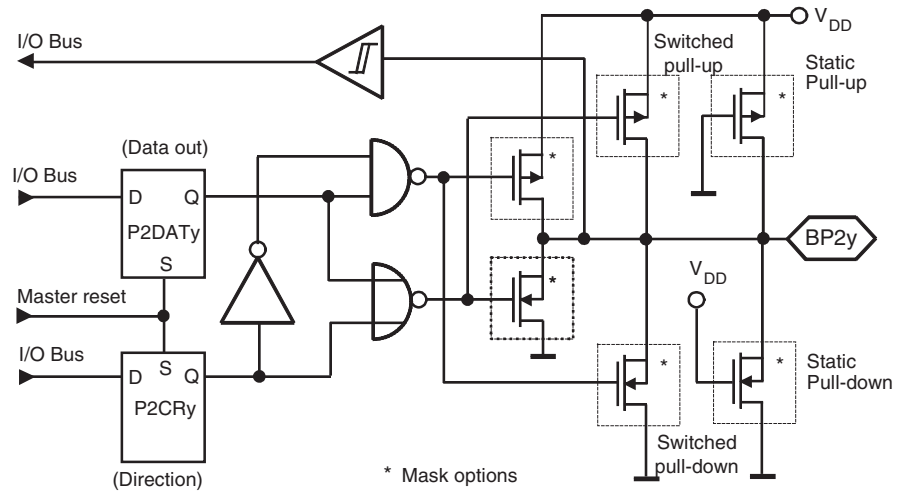 I/O Bus
V DD
Switched
pull-up
*
*
Static
Pull-up
(Data out)
I/O Bus
D Q
P2DATy
S
*
BP2y
Master reset
*
V DD
I/O Bus
S
D Q
P2CRy
*
*
Static
Pull-down
Switched
pull-down
(Direction)
* Mask options